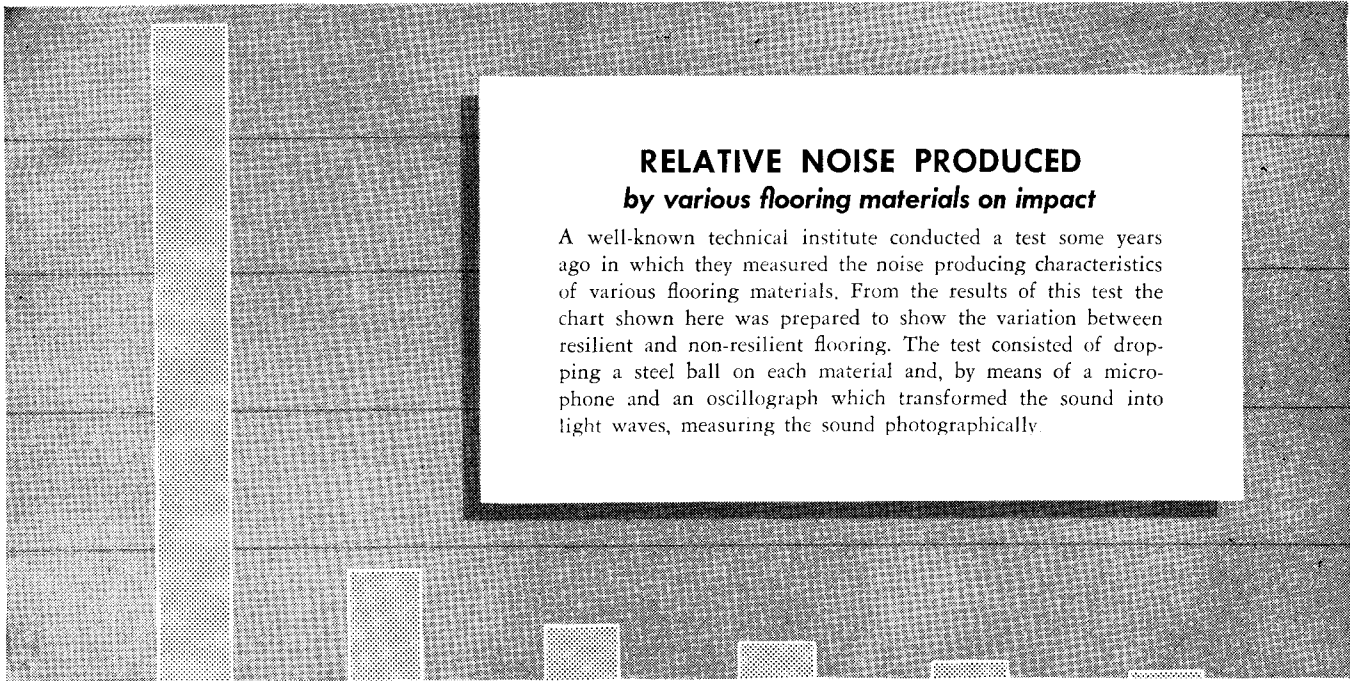 RELATIVE NOISE PRODUCED
by various flooring materials on impact
A well-known technical institute conducted a test some years
ago in which they measured the noise producing characteristics
of various flooring materials. From the results of this test the
chart shown here was prepared to show the variation between
resilient and non-resilient flooring. The test consisted of drop-
ping a steel ball on each material and, by means of a micro-
phone and an oscillograph which transformed the sound into
light waves, measuring the sound photographically.